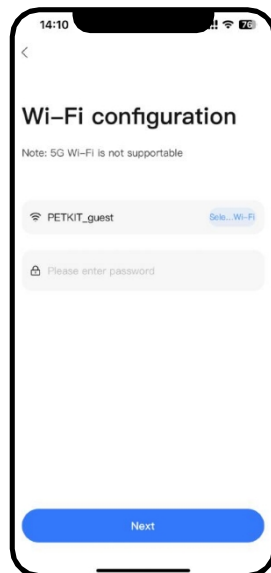 14:10
76
Wi-Fi configuration
Note: 5G Wi-Fi is not supportable
PETKIT_guest
Sele...Wi-Fi
Please enter password
Next